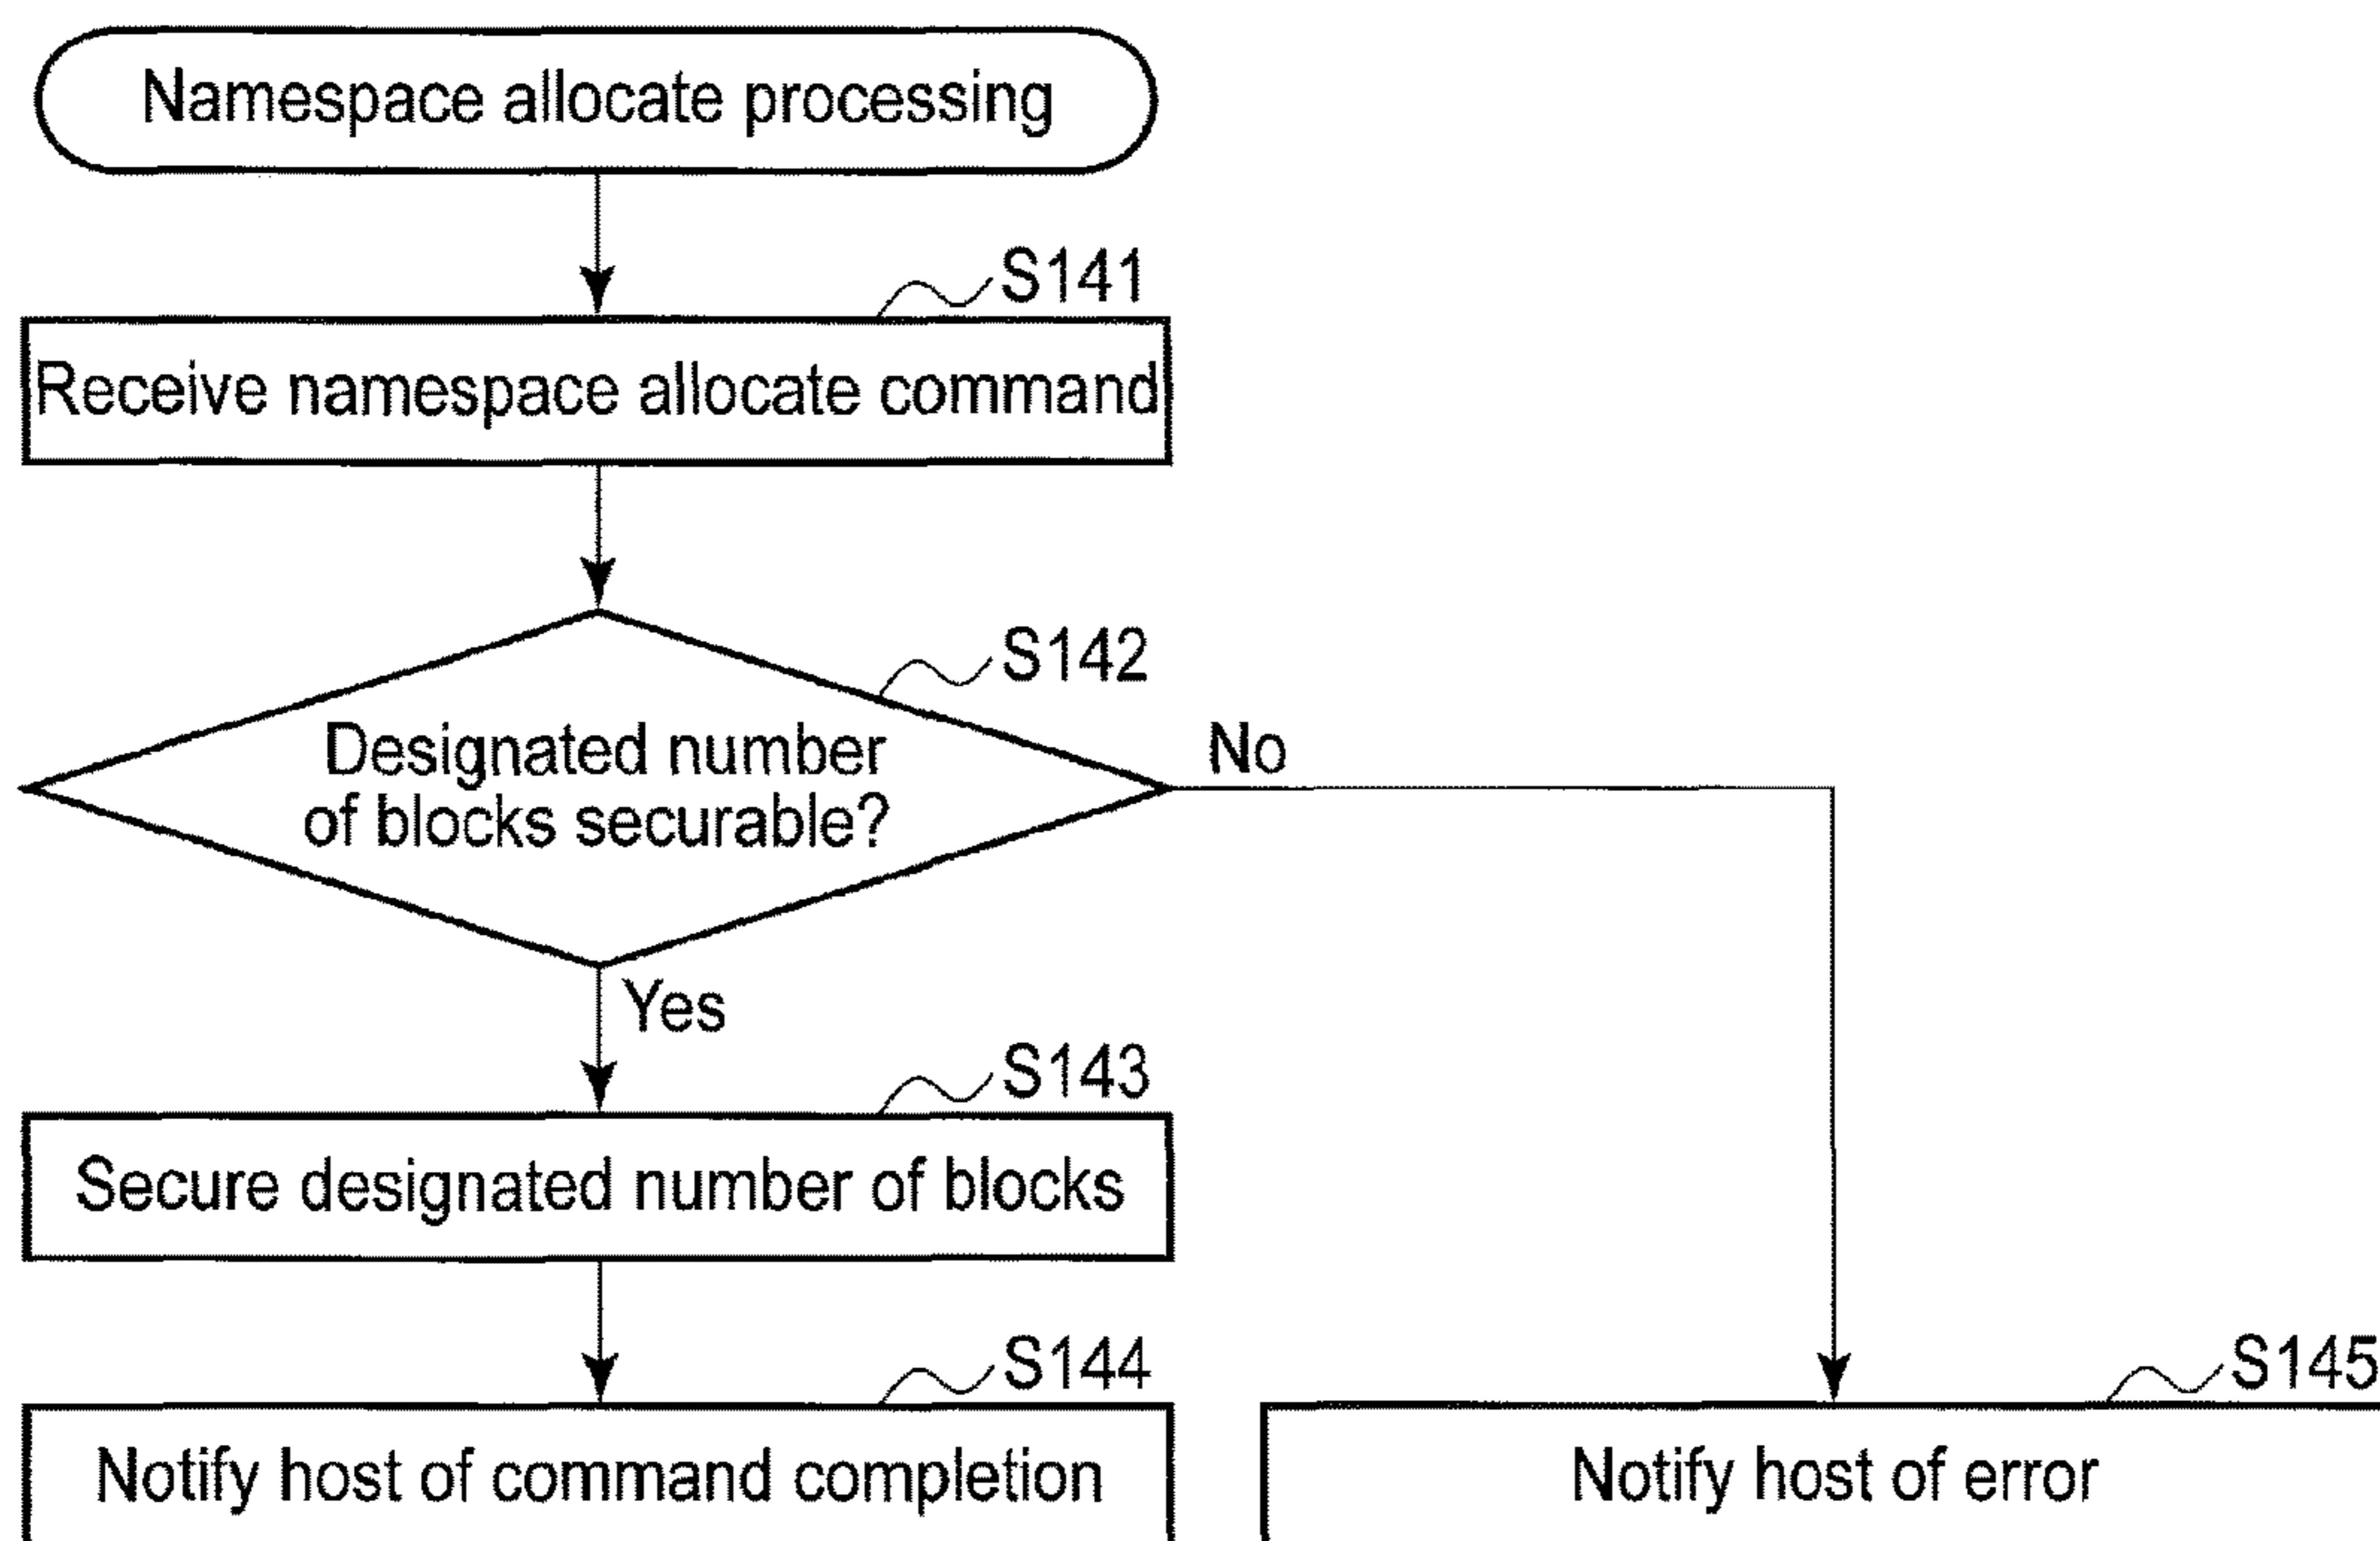 Namespace allocate processing
S141
Receive namespace allocate command
S142
Designated number
of blocks securable?
No
Yes
S143
Secure designated number of blocks
S144
Notify host of command completion
S145
Notify host of error